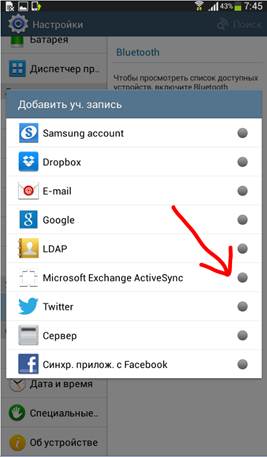 43% 7:45
Настройки
Поиск
Батарея
Bluetooth
Диспетчер пр...
Чтобы просмотреть список доступных
устройств, включите Bluetooth
Добавить уч. запись
Samsung account
Dropbox
E-mail
Google
LDAP
Microsoft Exchange ActiveSync
Twitter
Сервер
Синхр. прилож. с Facebook
Дата и время
Специальные..
Об устройстве